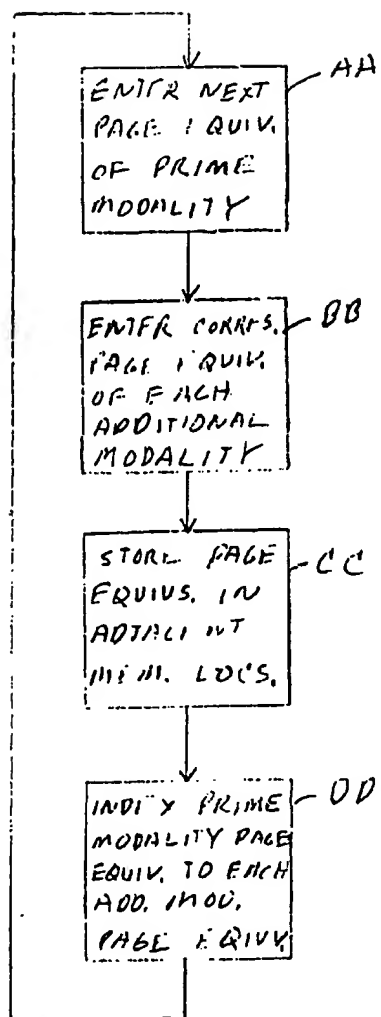 AA
ENTER NEXT
PAGE EQUIV.
OF PRIME
MODALITY
BB
ENTER CORRES.
PAGE EQUIV.
OF EACH
ADDITIONAL
MODALITY
CC
STORE PAGE
EQUIVS. IN
ADJACENT
MEM. LOCS.
DD
INDEX PRIME
MODALITY PAGE
EQUIV. TO EACH
ADD. MOD.
PAGE EQUIV.